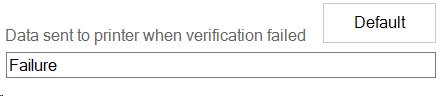 Default
Data sent to printer when verification failed
Failure